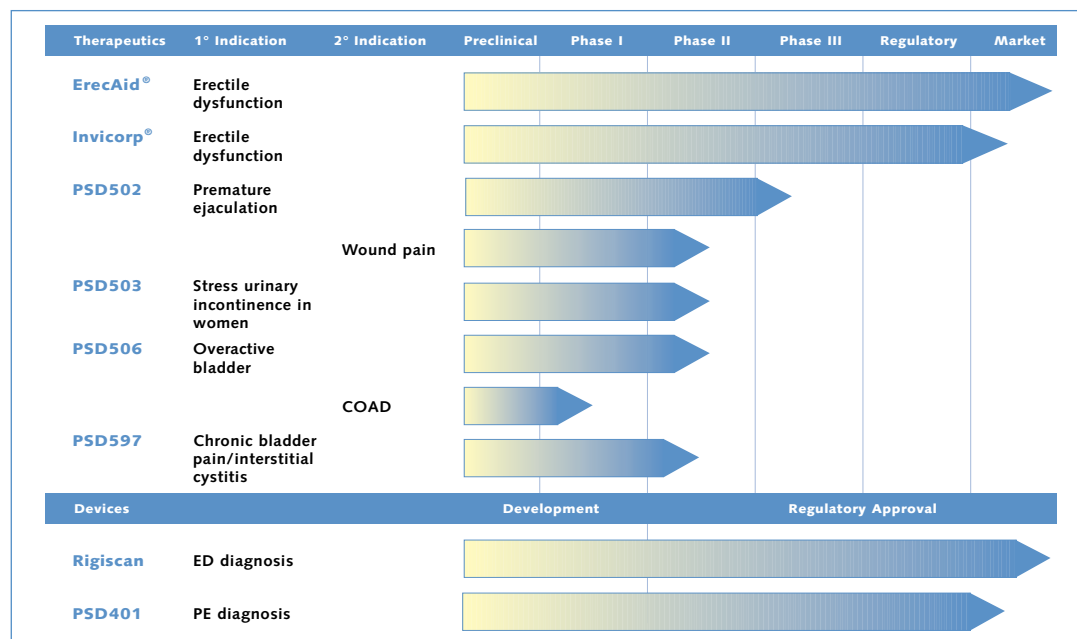 Therapeutics 1° Indication 2° Indication Preclinical Phase I Phase II Phase III Regulatory Market
ErecAid® Erectile
dysfunction
Invicorp® Erectile
dysfunction
PSD502 Premature
ejaculation
Wound pain
PSD503 Stress urinary
incontinence in
women
PSD506 Overactive
bladder
COAD
PSD597 Chronic bladder
pain/interstitial
cystitis
Devices Development Regulatory Approval
Rigiscan ED diagnosis
PSD401 PE diagnosis